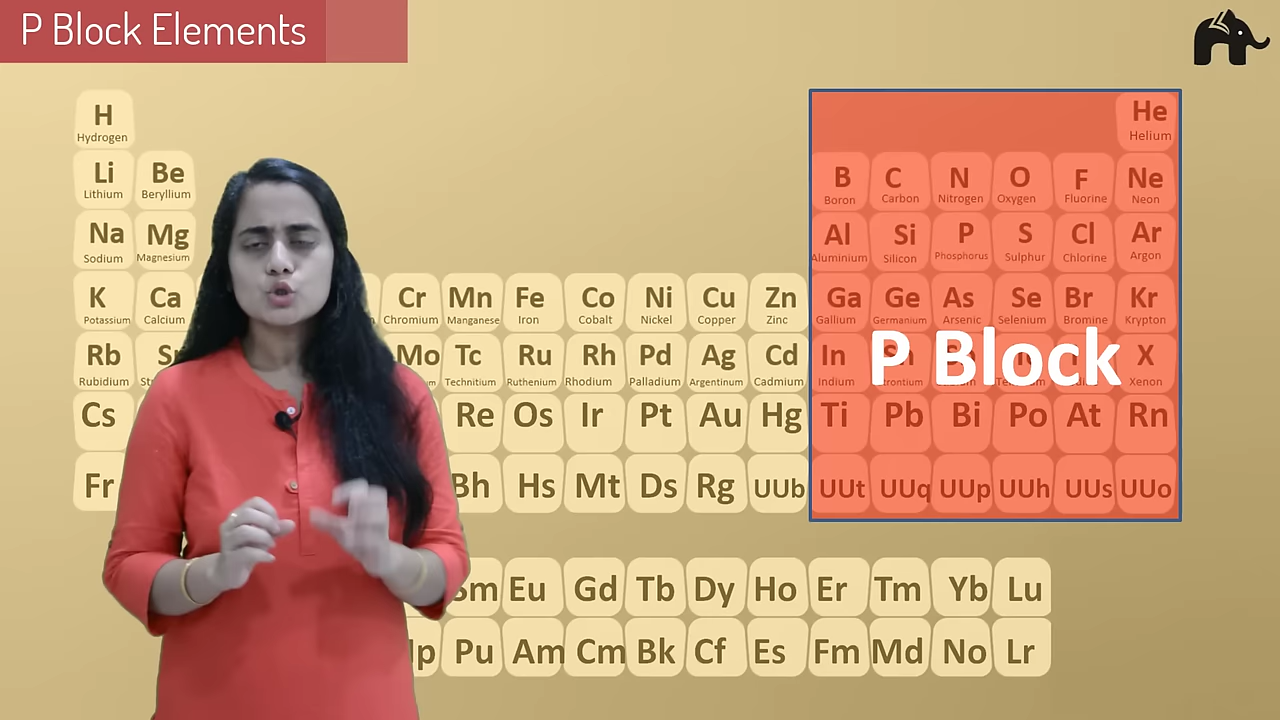 P Block Elements
H He
Hydrogen Helium
Li Be B C N O F Ne
Lithium Beryllium Boron Carbon Nitrogen Oxygen Fluorine Neon
Na Mg Al Si P S Cl Ar
Sodium Magnesium Aluminium Silicon Phosphorus Sulphur Chlorine Argon
K Ca Cr Mn Fe Co Ni Cu Zn Ga Ge As Se Br Kr
Potassium Calcium Chromium Manganese Iron Cobalt Nickel Copper Zinc Gallium Germanium Arsenic Selenium Bromine Krypton
Rb Mo Tc Ru Rh Pd Ag Cd In X
P Block
Rubidium Technitium Ruthenium Rhodium Palladium Argentinum Cadmium Indium Xenon
Cs Re Os Ir Pt Au Hg Ti Pb Bi Po At Rn
Fr Bh Hs Mt Ds Rg UUb UUt UUq UUp UUh UUs UUo
Sm Eu Gd Tb Dy Ho Er Tm Yb Lu
Pu Am Cm Bk Cf Es Fm Md No Lr